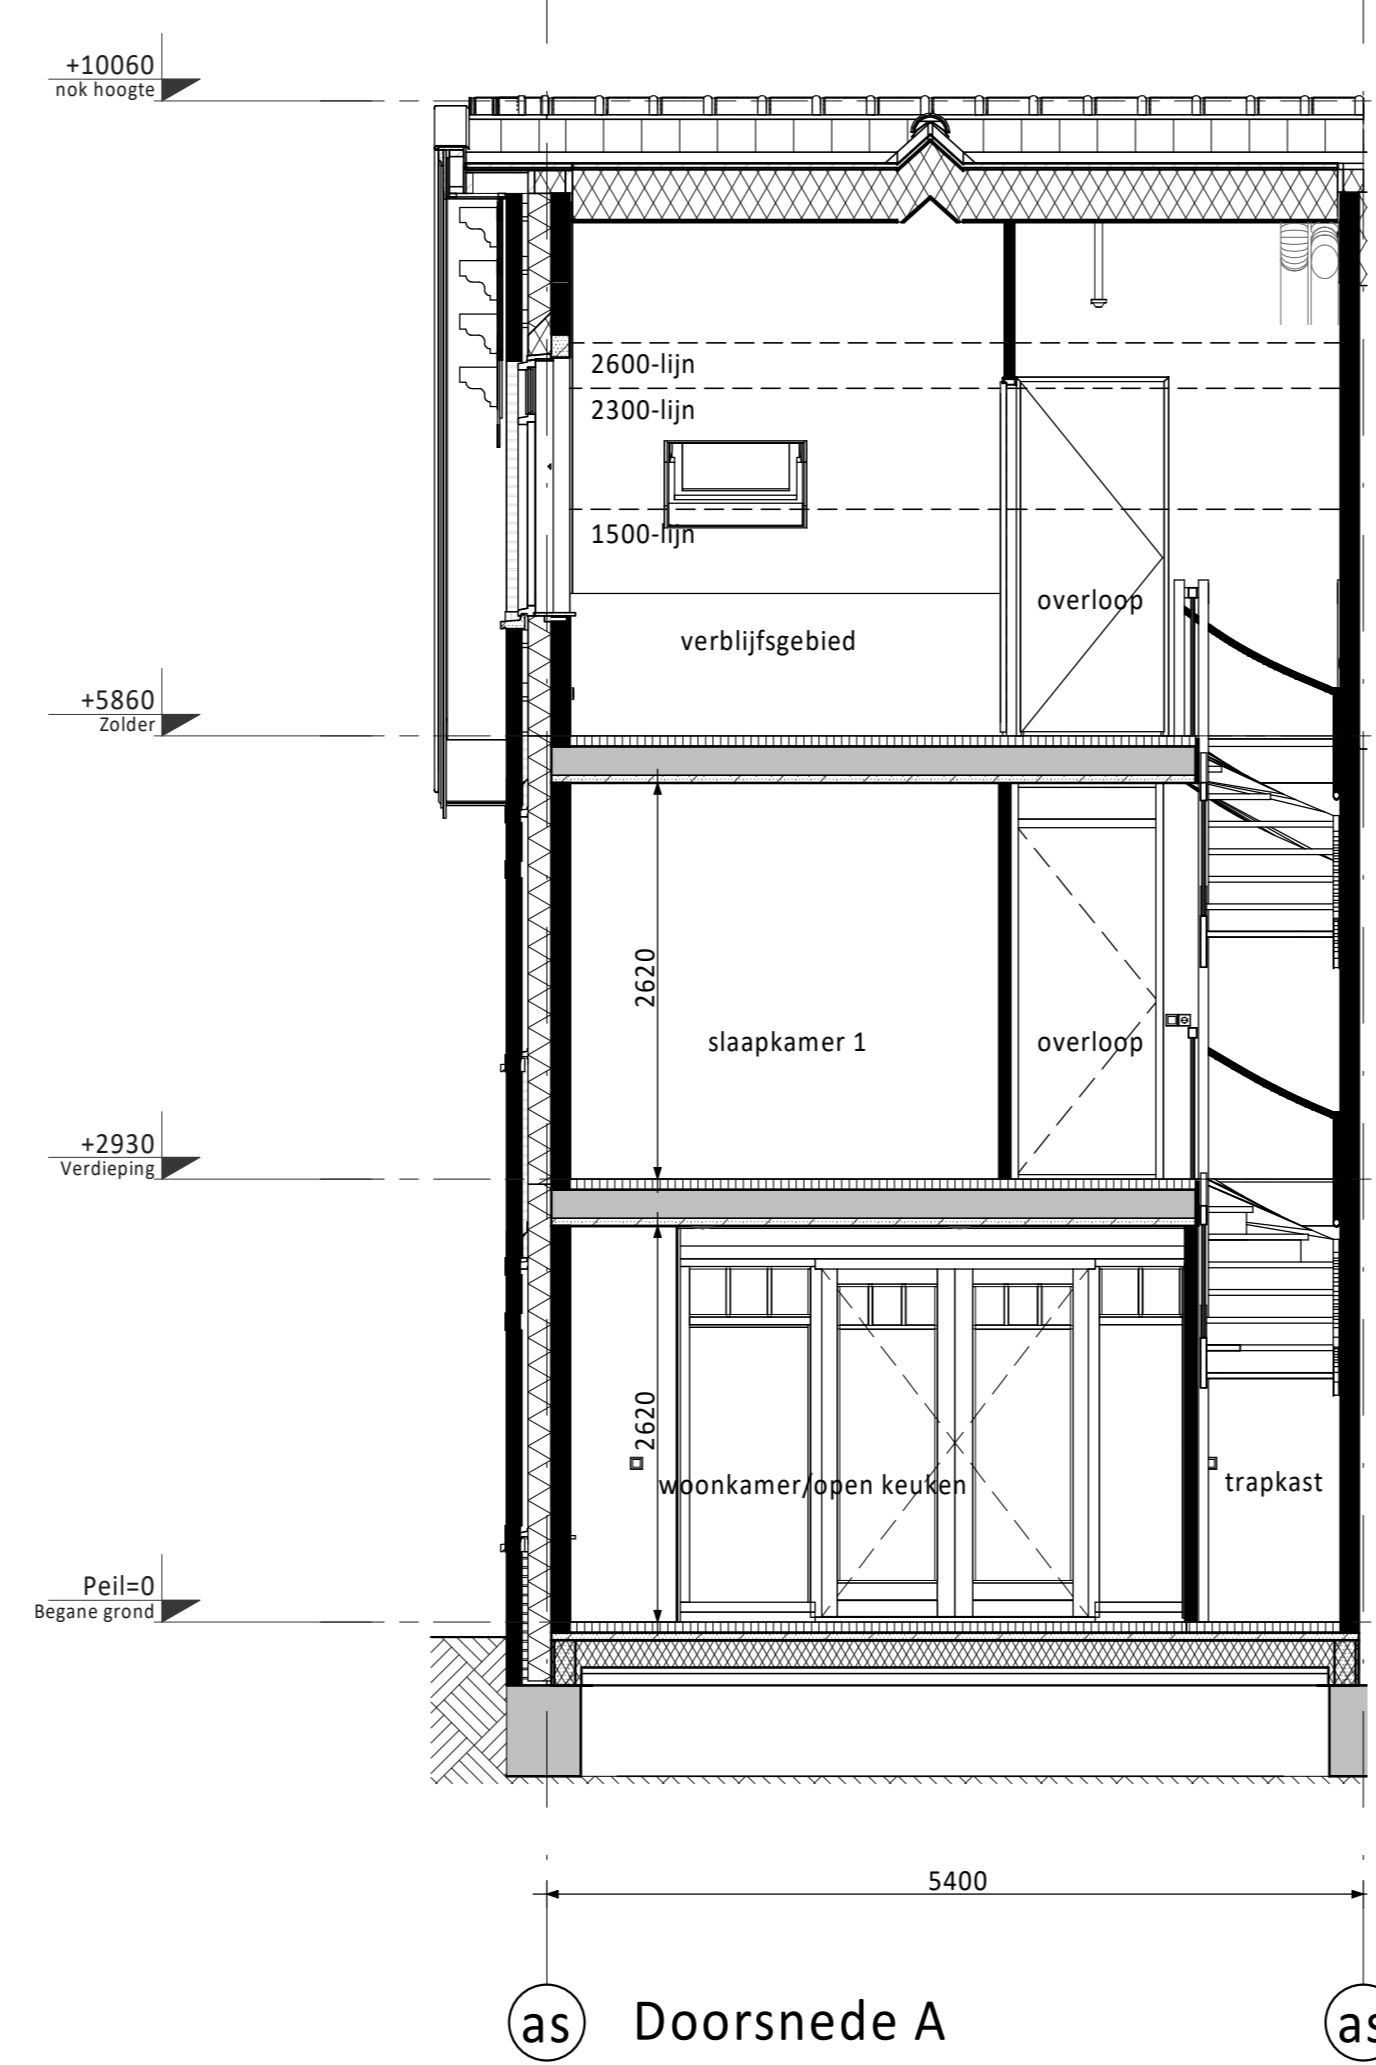 +10060
nok hoogte
2600-lijn
2300-lijn
1500-lijn
overloop
verblijfsgebied
+5860
Zolder
2620
slaapkamer 1
overloop
+2930
Verdieping
2620
woonkamer/open keuken
trapkast
Peil=0
Begane grond
5400
as
Doorsnede A
as